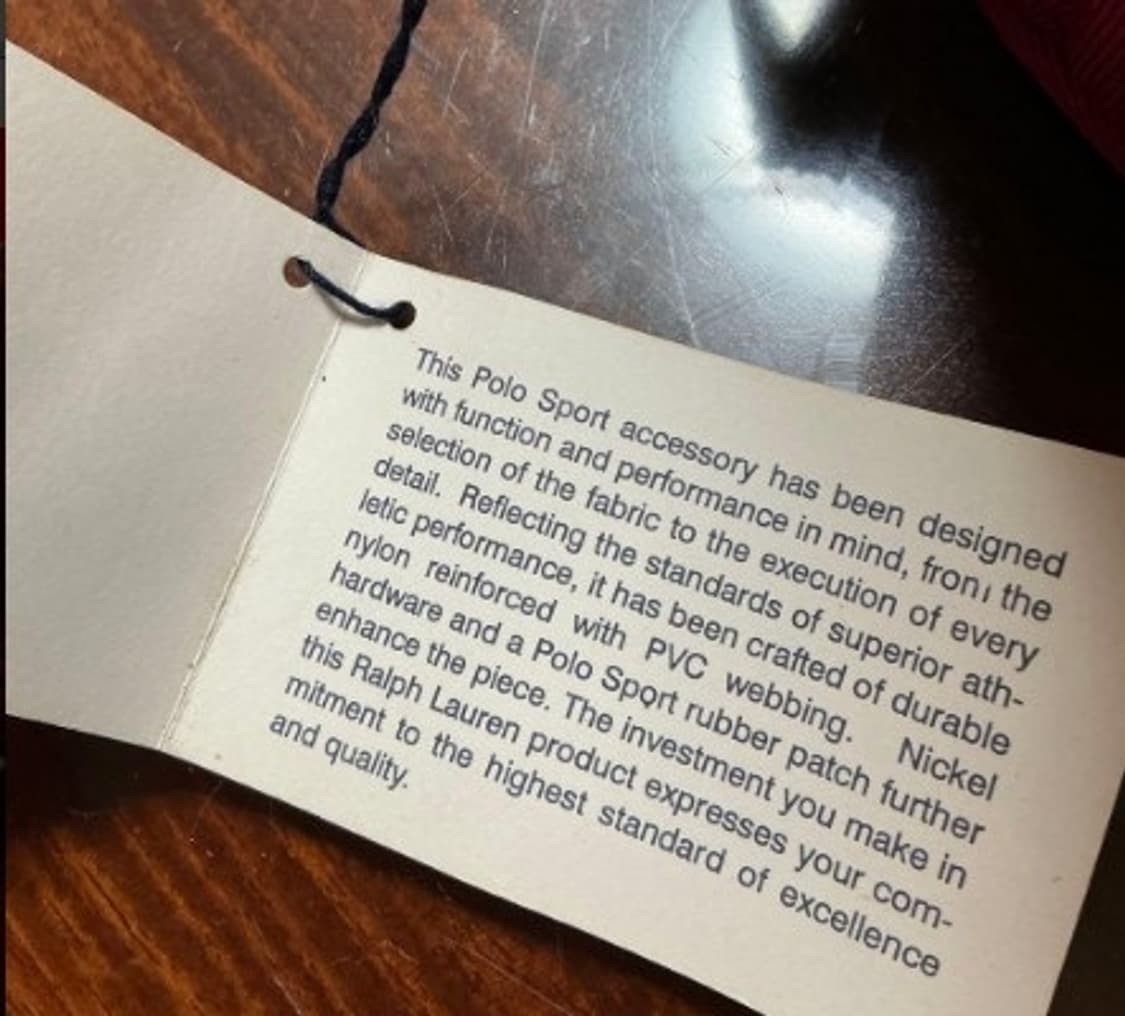 This Polo Sport accessory has been designed
with function and performance in mind, from the
selection of the fabric to the execution of every
detail. Reflecting the standards of superior ath-
letic performance, it has been crafted of durable
nylon reinforced with PVC webbing. Nickel
hardware and a Polo Sport rubber patch further
enhance the piece. The investment you make in
this Ralph Lauren product expresses your com-
mitment to the highest standard of excellence
and quality.